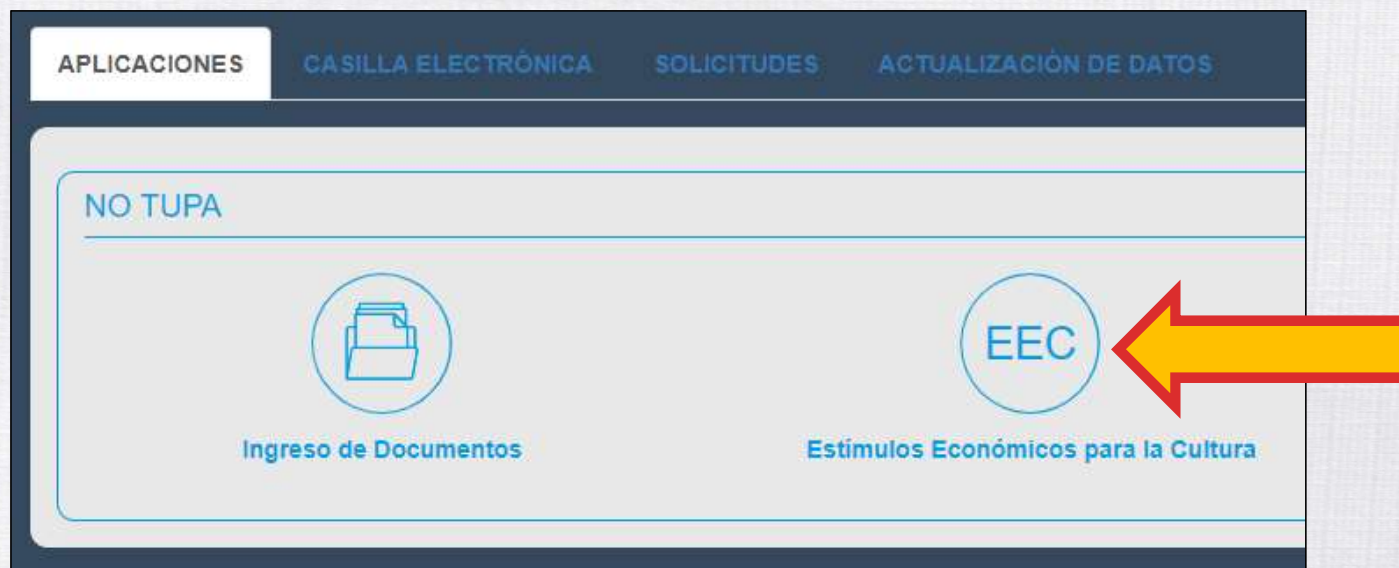 APLICACIONES CASILLA ELECTRÓNICA SOLICITUDES ACTUALIZACIÓN DE DATOS
NO TUPA
EEC
Ingreso de Documentos Estímulos Económicos para la Cultura